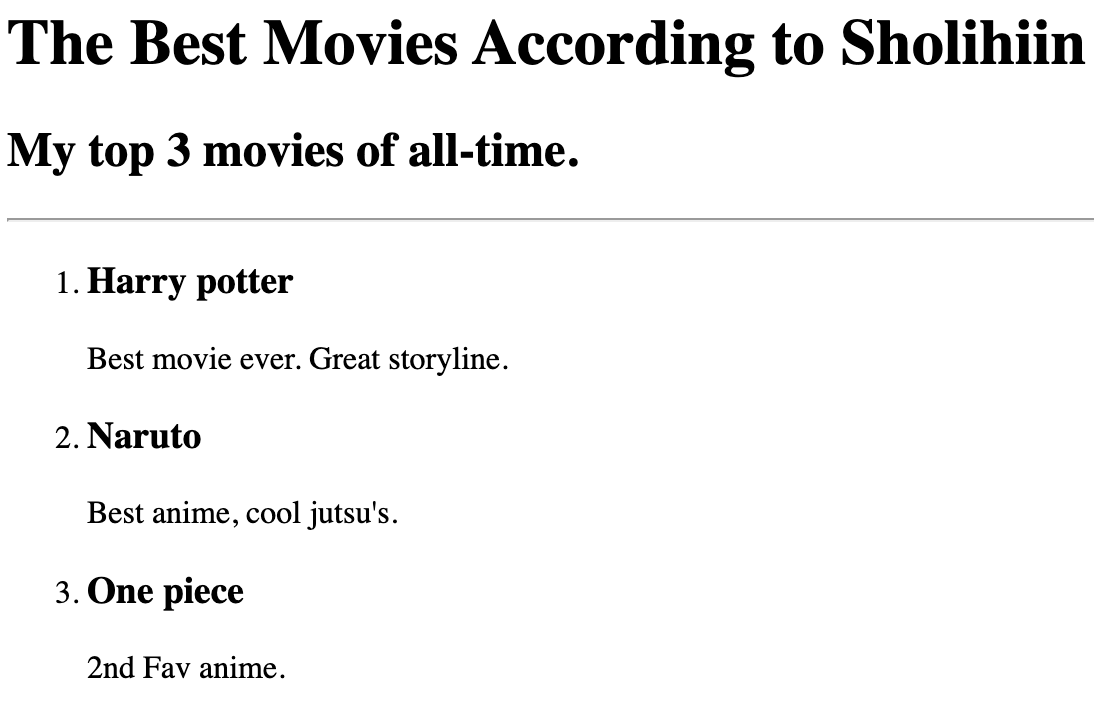 The Best Movies According to Sholihiin
My top 3 movies of all-time.
1. Harry potter
Best movie ever. Great storyline.
2. Naruto
Best anime, cool jutsu's.
3. One piece
2nd Fav anime.